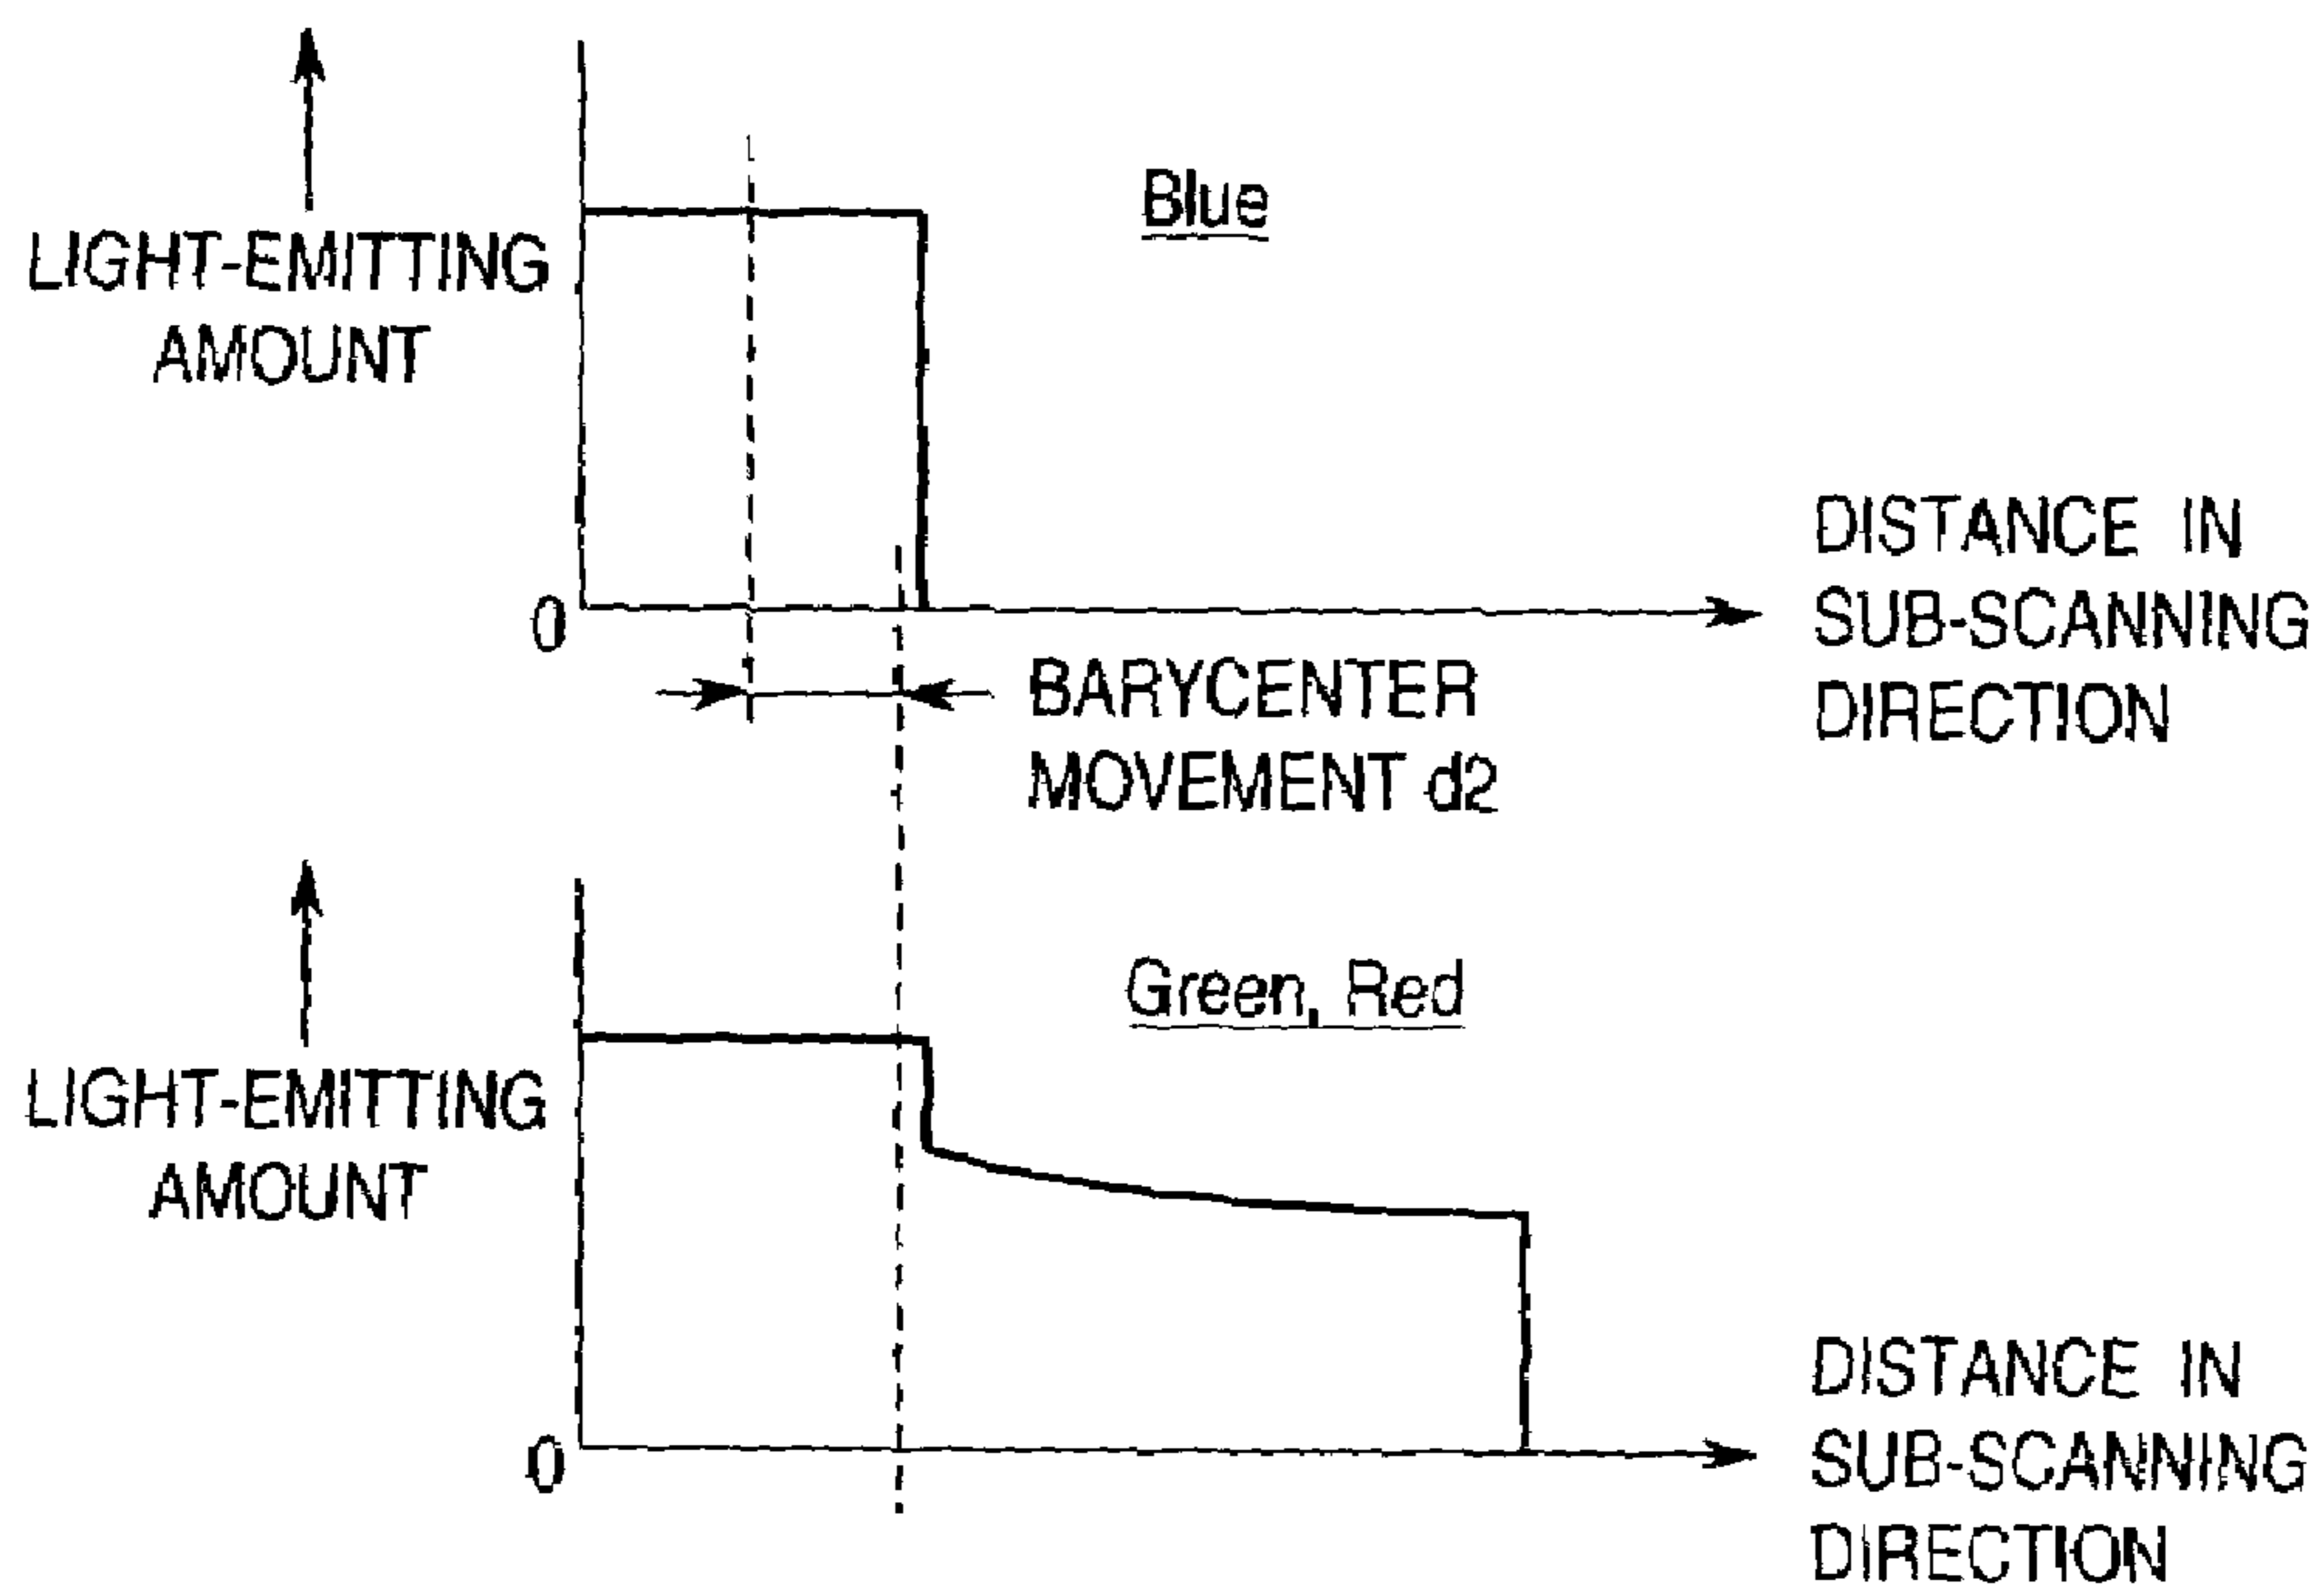 Blue
LIGHT-EMITTING
AMOUNT
DISTANCE IN
SUB-SCANNING
DIRECTION
0
BARYCENTER
MOVEMENT d2
Green, Red
LIGHT-EMITTING
AMOUNT
DISTANCE IN
SUB-SCANNING
DIRECTION
0